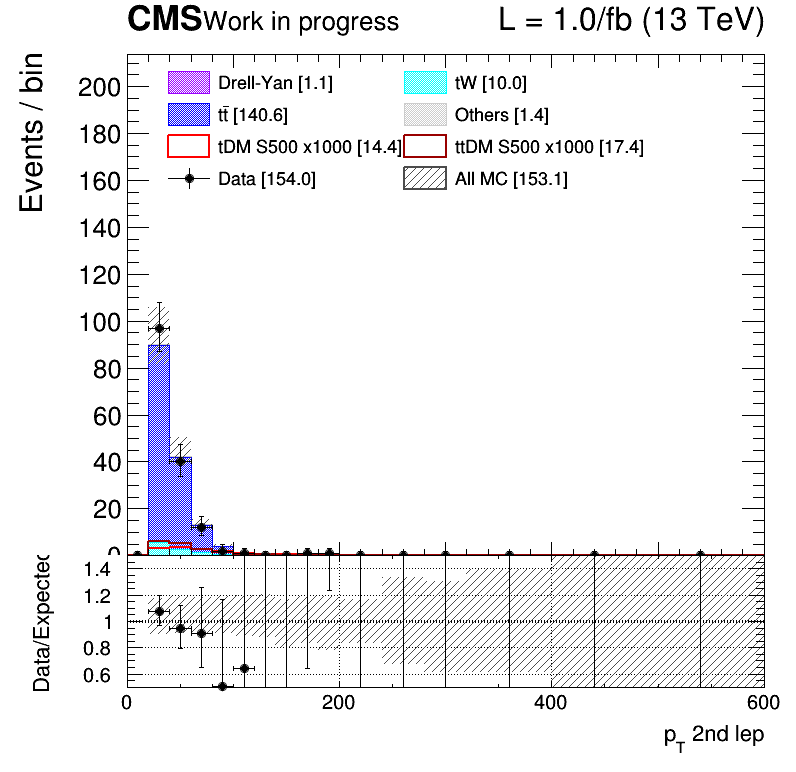 CMS Work in progress L = 1.0/fb (13 TeV)
Events / bin
200
180
160
140
120
100
80
60
40
20
0
Drell-Yan [1.1] tW [10.0]
tt̄ [140.6] Others [1.4]
tDM S500 x1000 [14.4] ttDM S500 x1000 [17.4]
Data [154.0] All MC [153.1]
Data/Expected
1.4
1.2
1
0.8
0.6
0 200 400 600
p_T 2nd lep